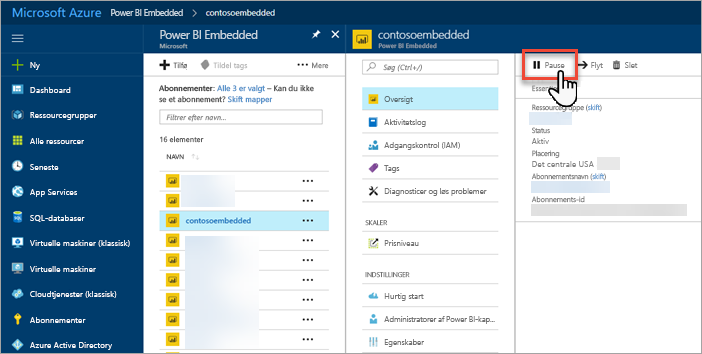 Microsoft Azure Power BI Embedded > contosoembedded
Ny
Dashboard
Ressourcegrupper
Alle ressourcer
Seneste
App Services
SQL-databaser
Virtuelle maskiner (klassisk)
Virtuelle maskiner
Cloudtjenester (klassisk)
Abonnementer
Azure Active Directory
Power BI Embedded
Microsoft
Tilføj Tildel tags Mere
Abonnementer: Alle 3 er valgt – Kan du ikke
se et abonnement? Skift mapper
Filtrer efter navn...
16 elementer
NAVN
contosoembedded
contosoembedded
Power BI Embedded
Søg (Ctrl+/)
Oversigt
Aktivitetslog
Adgangskontrol (IAM)
Tags
Diagnosticer og løs problemer
SKALER
Prisniveau
INDSTILLINGER
Hurtig start
Administratorer af Power BI-kap...
Egenskaber
Pause Flyt Slet
Ressourcegruppe (skift)
Status
Aktiv
Placering
Det centrale USA
Abonnementsnavn (skift)
Abonnements-id